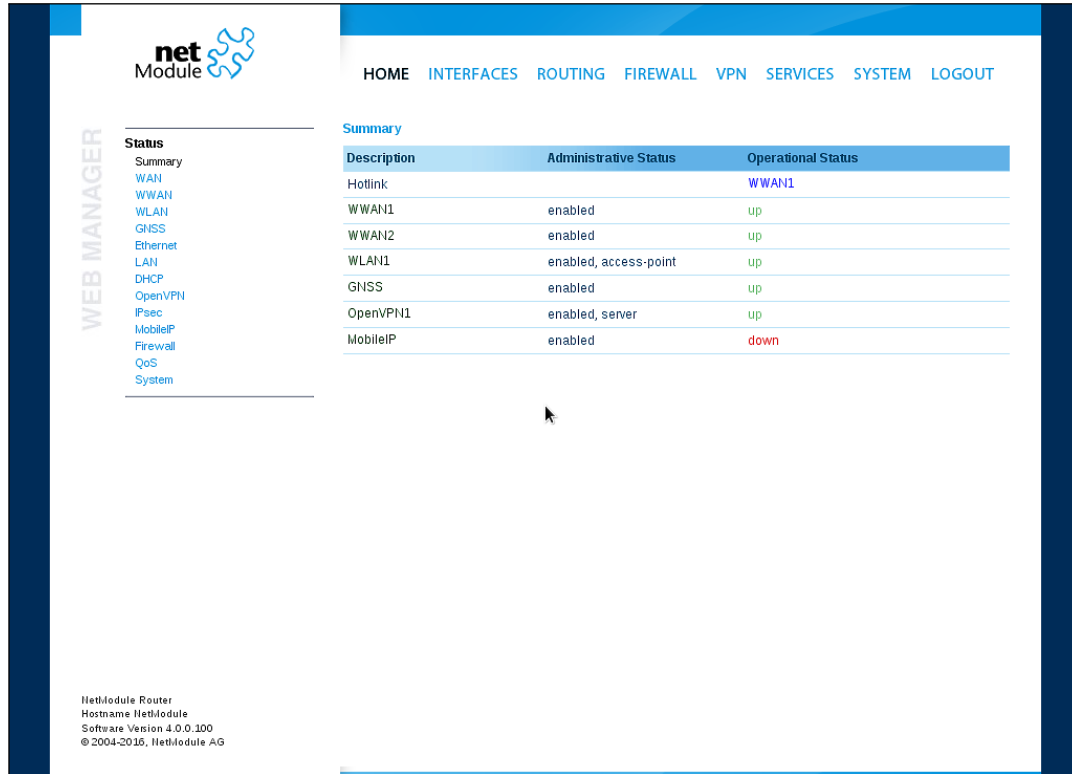 net
Module
HOME INTERFACES ROUTING FIREWALL VPN SERVICES SYSTEM LOGOUT
WEB MANAGER
Status
Summary
WAN
WWAN
WLAN
GNSS
Ethernet
LAN
DHCP
OpenVPN
IPsec
MobileIP
Firewall
QoS
System
Summary
Description Administrative Status Operational Status
Hotlink WWAN1
WWAN1 enabled up
WWAN2 enabled up
WLAN1 enabled, access-point up
GNSS enabled up
OpenVPN1 enabled, server up
MobileIP enabled down
NetModule Router
Hostname NetModule
Software Version 4.0.0.100
© 2004-2016, NetModule AG